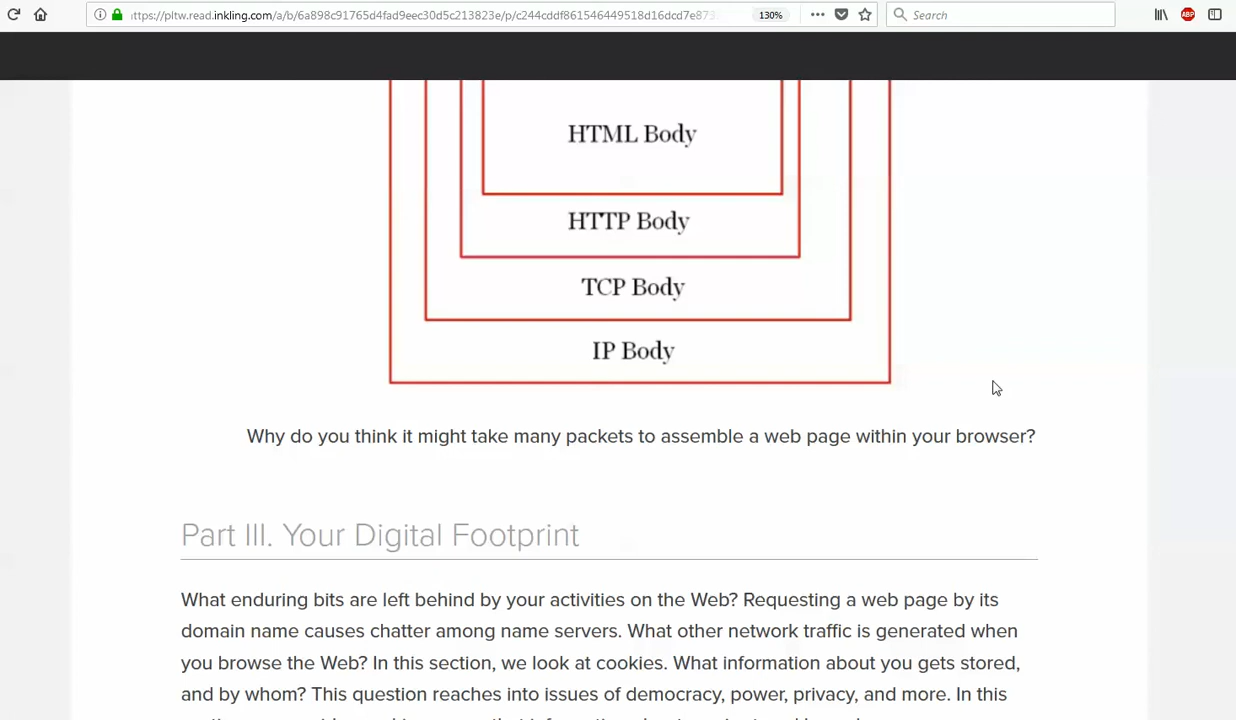 https://pltw.read.inkling.com/a/b/6a898c91765d4fad9eec30d5c213823e/p/c244cddf861546449518d16dcd7e87
130%
Search
ABP
HTML Body
HTTP Body
TCP Body
IP Body
Why do you think it might take many packets to assemble a web page within your browser?
Part III. Your Digital Footprint
What enduring bits are left behind by your activities on the Web? Requesting a web page by its
domain name causes chatter among name servers. What other network traffic is generated when
you browse the Web? In this section, we look at cookies. What information about you gets stored,
and by whom? This question reaches into issues of democracy, power, privacy, and more. In this